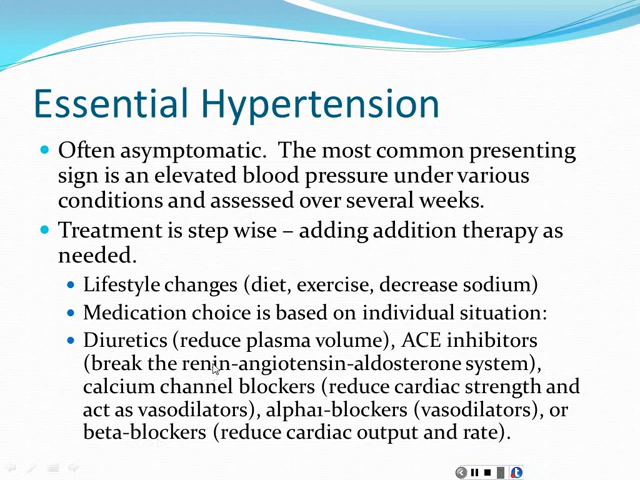 Essential Hypertension
Often asymptomatic. The most common presenting
sign is an elevated blood pressure under various
conditions and assessed over several weeks.
Treatment is step wise – adding addition therapy as
needed.
Lifestyle changes (diet, exercise, decrease sodium)
Medication choice is based on individual situation:
Diuretics (reduce plasma volume), ACE inhibitors
(break the renin-angiotensin-aldosterone system),
calcium channel blockers (reduce cardiac strength and
act as vasodilators), alpha1-blockers (vasodilators), or
beta-blockers (reduce cardiac output and rate).